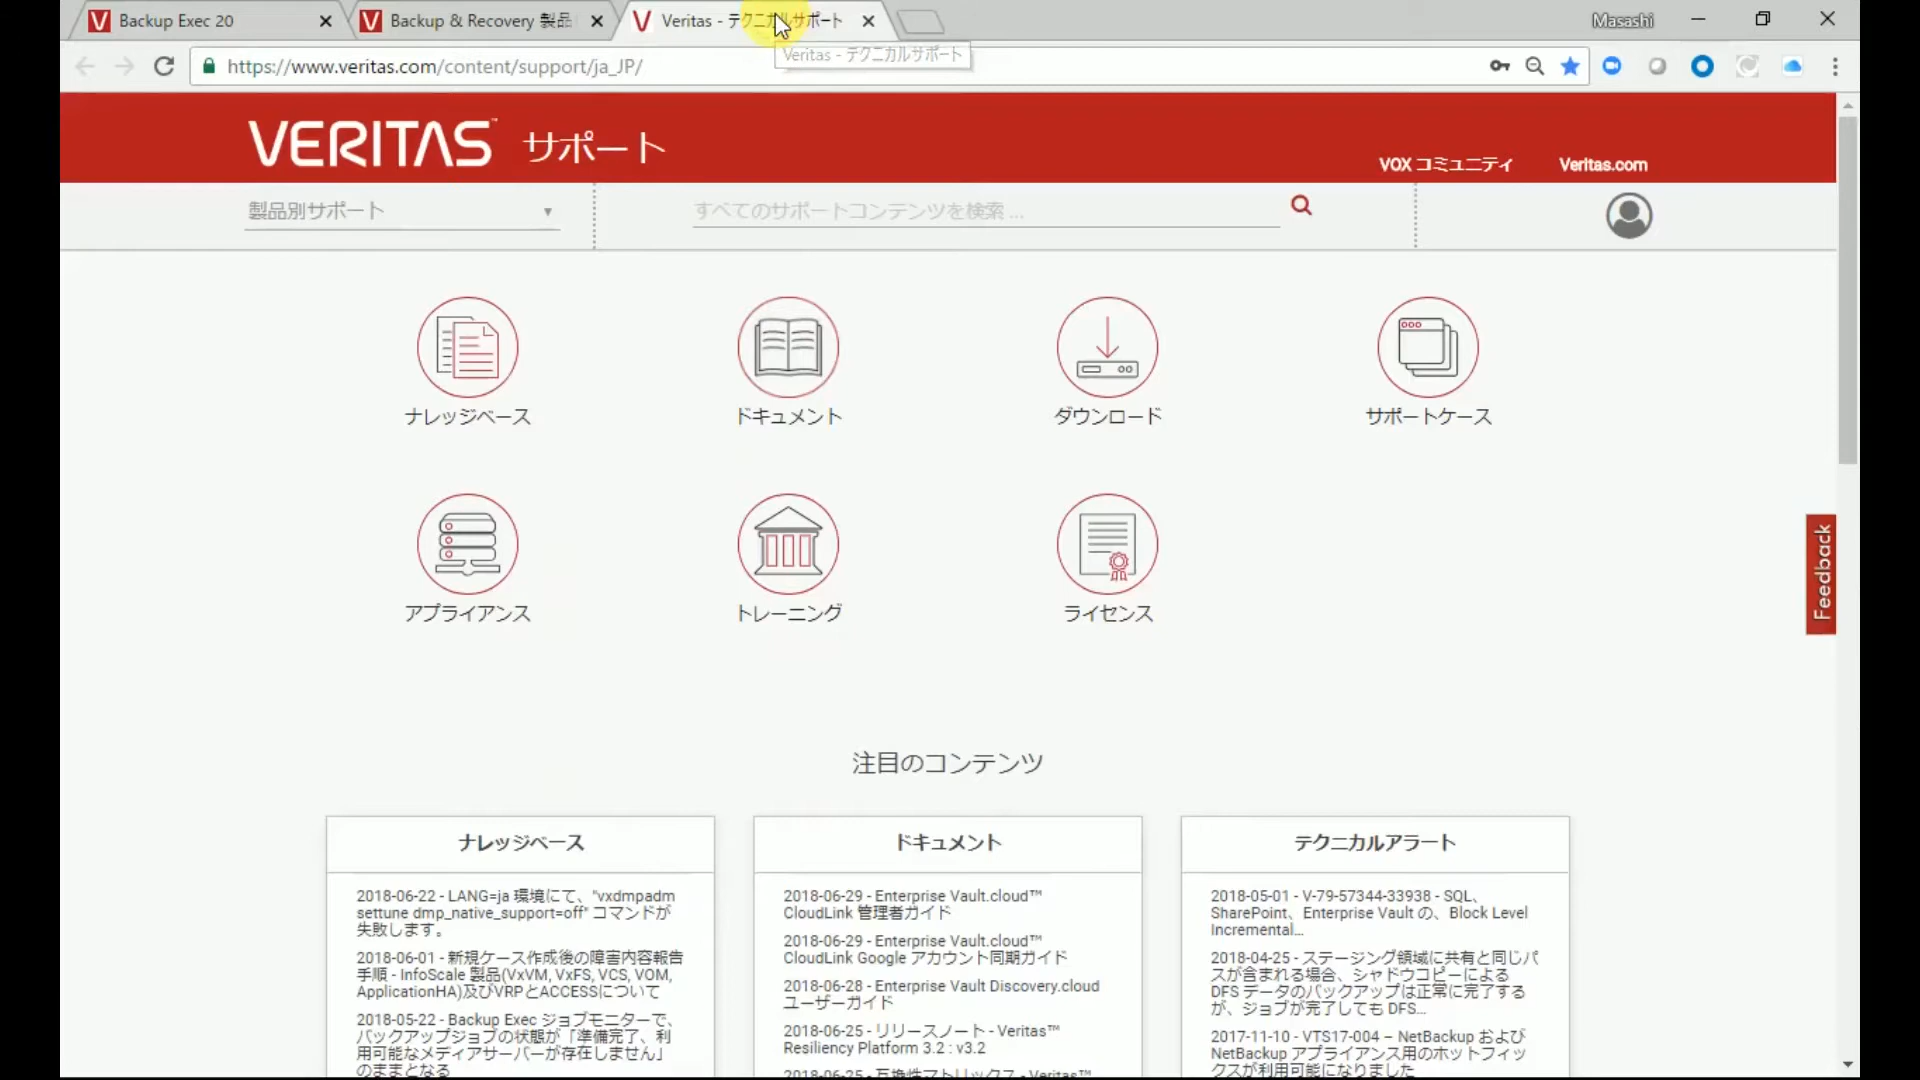 Backup Exec 20
Backup & Recovery 製品
Veritas - テクニカルサポート
Masashi
https://www.veritas.com/content/support/ja_JP/
Veritas - テクニカルサポート
VERITAS™ サポート
VOX コミュニティ
Veritas.com
製品別サポート
すべてのサポートコンテンツを検索 ...
ナレッジベース
ドキュメント
ダウンロード
サポートケース
アプライアンス
トレーニング
ライセンス
Feedback
注目のコンテンツ
ナレッジベース
2018-06-22 - LANG=ja 環境にて、"vxdmpadm
settune dmp_native_support=off" コマンドが
失敗します。
2018-06-01 - 新規ケース作成後の障害内容報告
手順 - InfoScale 製品(VxVM, VxFS, VCS, VOM,
ApplicationHA)及びVRPとACCESSについて
2018-05-22 - Backup Exec ジョブモニターで、
バックアップジョブの状態が「準備完了、利
用可能なメディアサーバーが存在しません」
のままとなる
ドキュメント
2018-06-29 - Enterprise Vault.cloud™
CloudLink 管理者ガイド
2018-06-29 - Enterprise Vault.cloud™
CloudLink Google アカウント同期ガイド
2018-06-28 - Enterprise Vault Discovery.cloud
ユーザーガイド
2018-06-25 - リリースノート - Veritas™
Resiliency Platform 3.2 : v3.2
2018-06-25 - 互換性マトリックス - Veritas™
テクニカルアラート
2018-05-01 - V-79-57344-33938 - SQL、
SharePoint、Enterprise Vault の、Block Level
Incremental...
2018-04-25 - ステージング領域に共有と同じパ
スが含まれる場合、シャドウコピーによる
DFS データのバックアップは正常に完了する
が、ジョブが完了しても DFS...
2017-11-10 - VTS17-004 – NetBackup および
NetBackup アプライアンス用のホットフィッ
クスが利用可能になりました